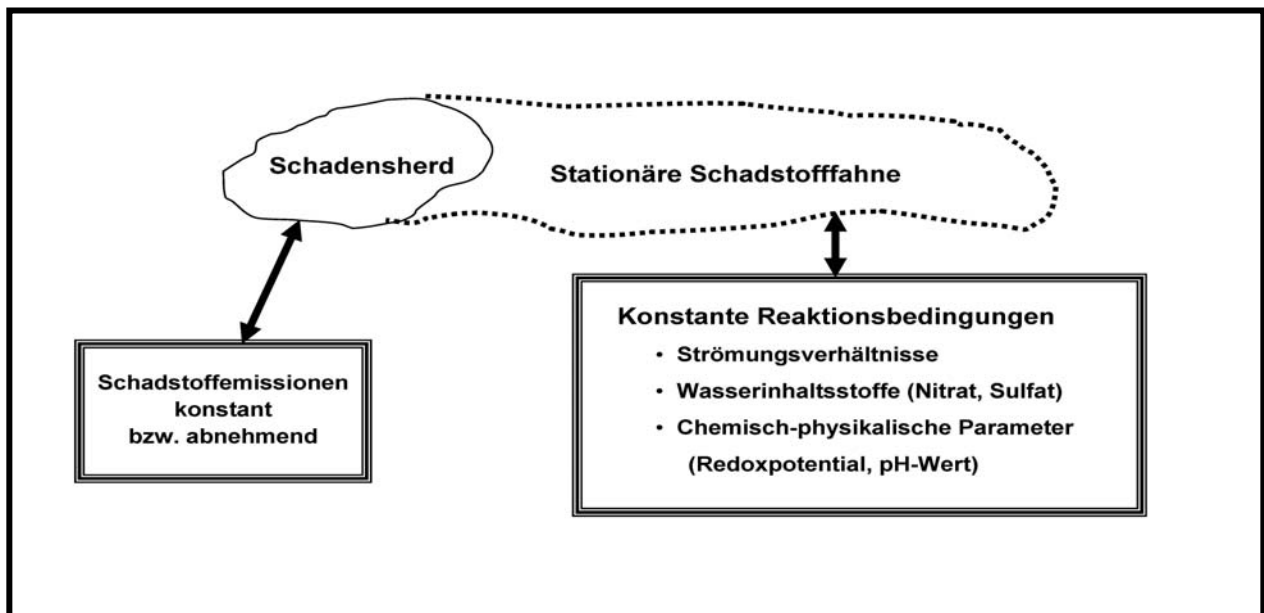 Schadensherd
Stationäre Schadstofffahne
Schadstoffemissionen
konstant
bzw. abnehmend
Konstante Reaktionsbedingungen
• Strömungsverhältnisse
• Wasserinhaltsstoffe (Nitrat, Sulfat)
• Chemisch-physikalische Parameter
(Redoxpotential, pH-Wert)